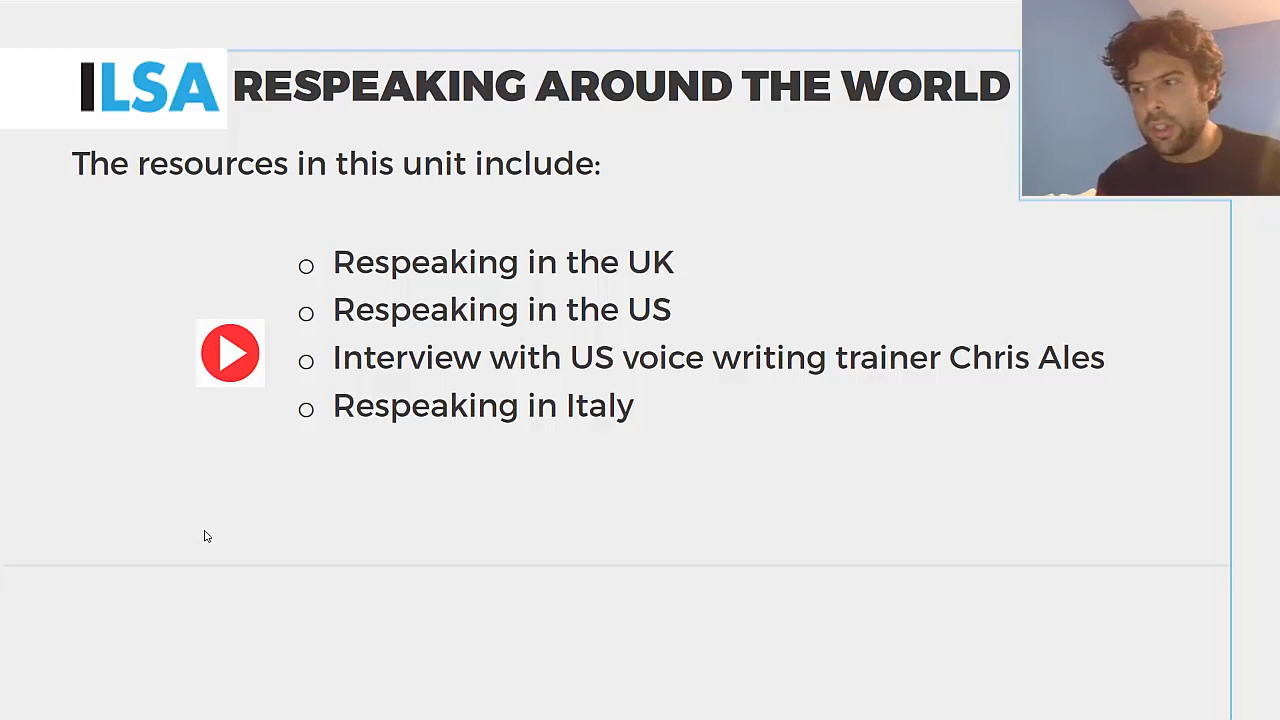 ILSA RESPEAKING AROUND THE WORLD
The resources in this unit include:
o Respeaking in the UK
o Respeaking in the US
o Interview with US voice writing trainer Chris Ales
o Respeaking in Italy